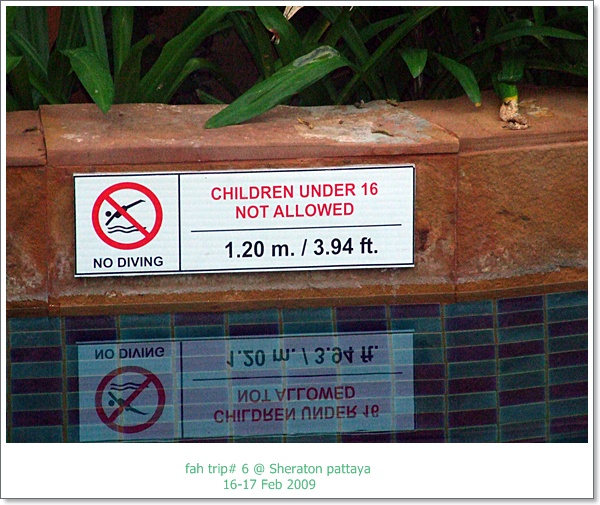 CHILDREN UNDER 16
NOT ALLOWED
NO DIVING
1.20 m. / 3.94 ft.
NO DIVING
1.20 m. / 3.94 ft.
NOT ALLOWED
CHILDREN UNDER 16
fah trip# 6 @ Sheraton pattaya
16-17 Feb 2009